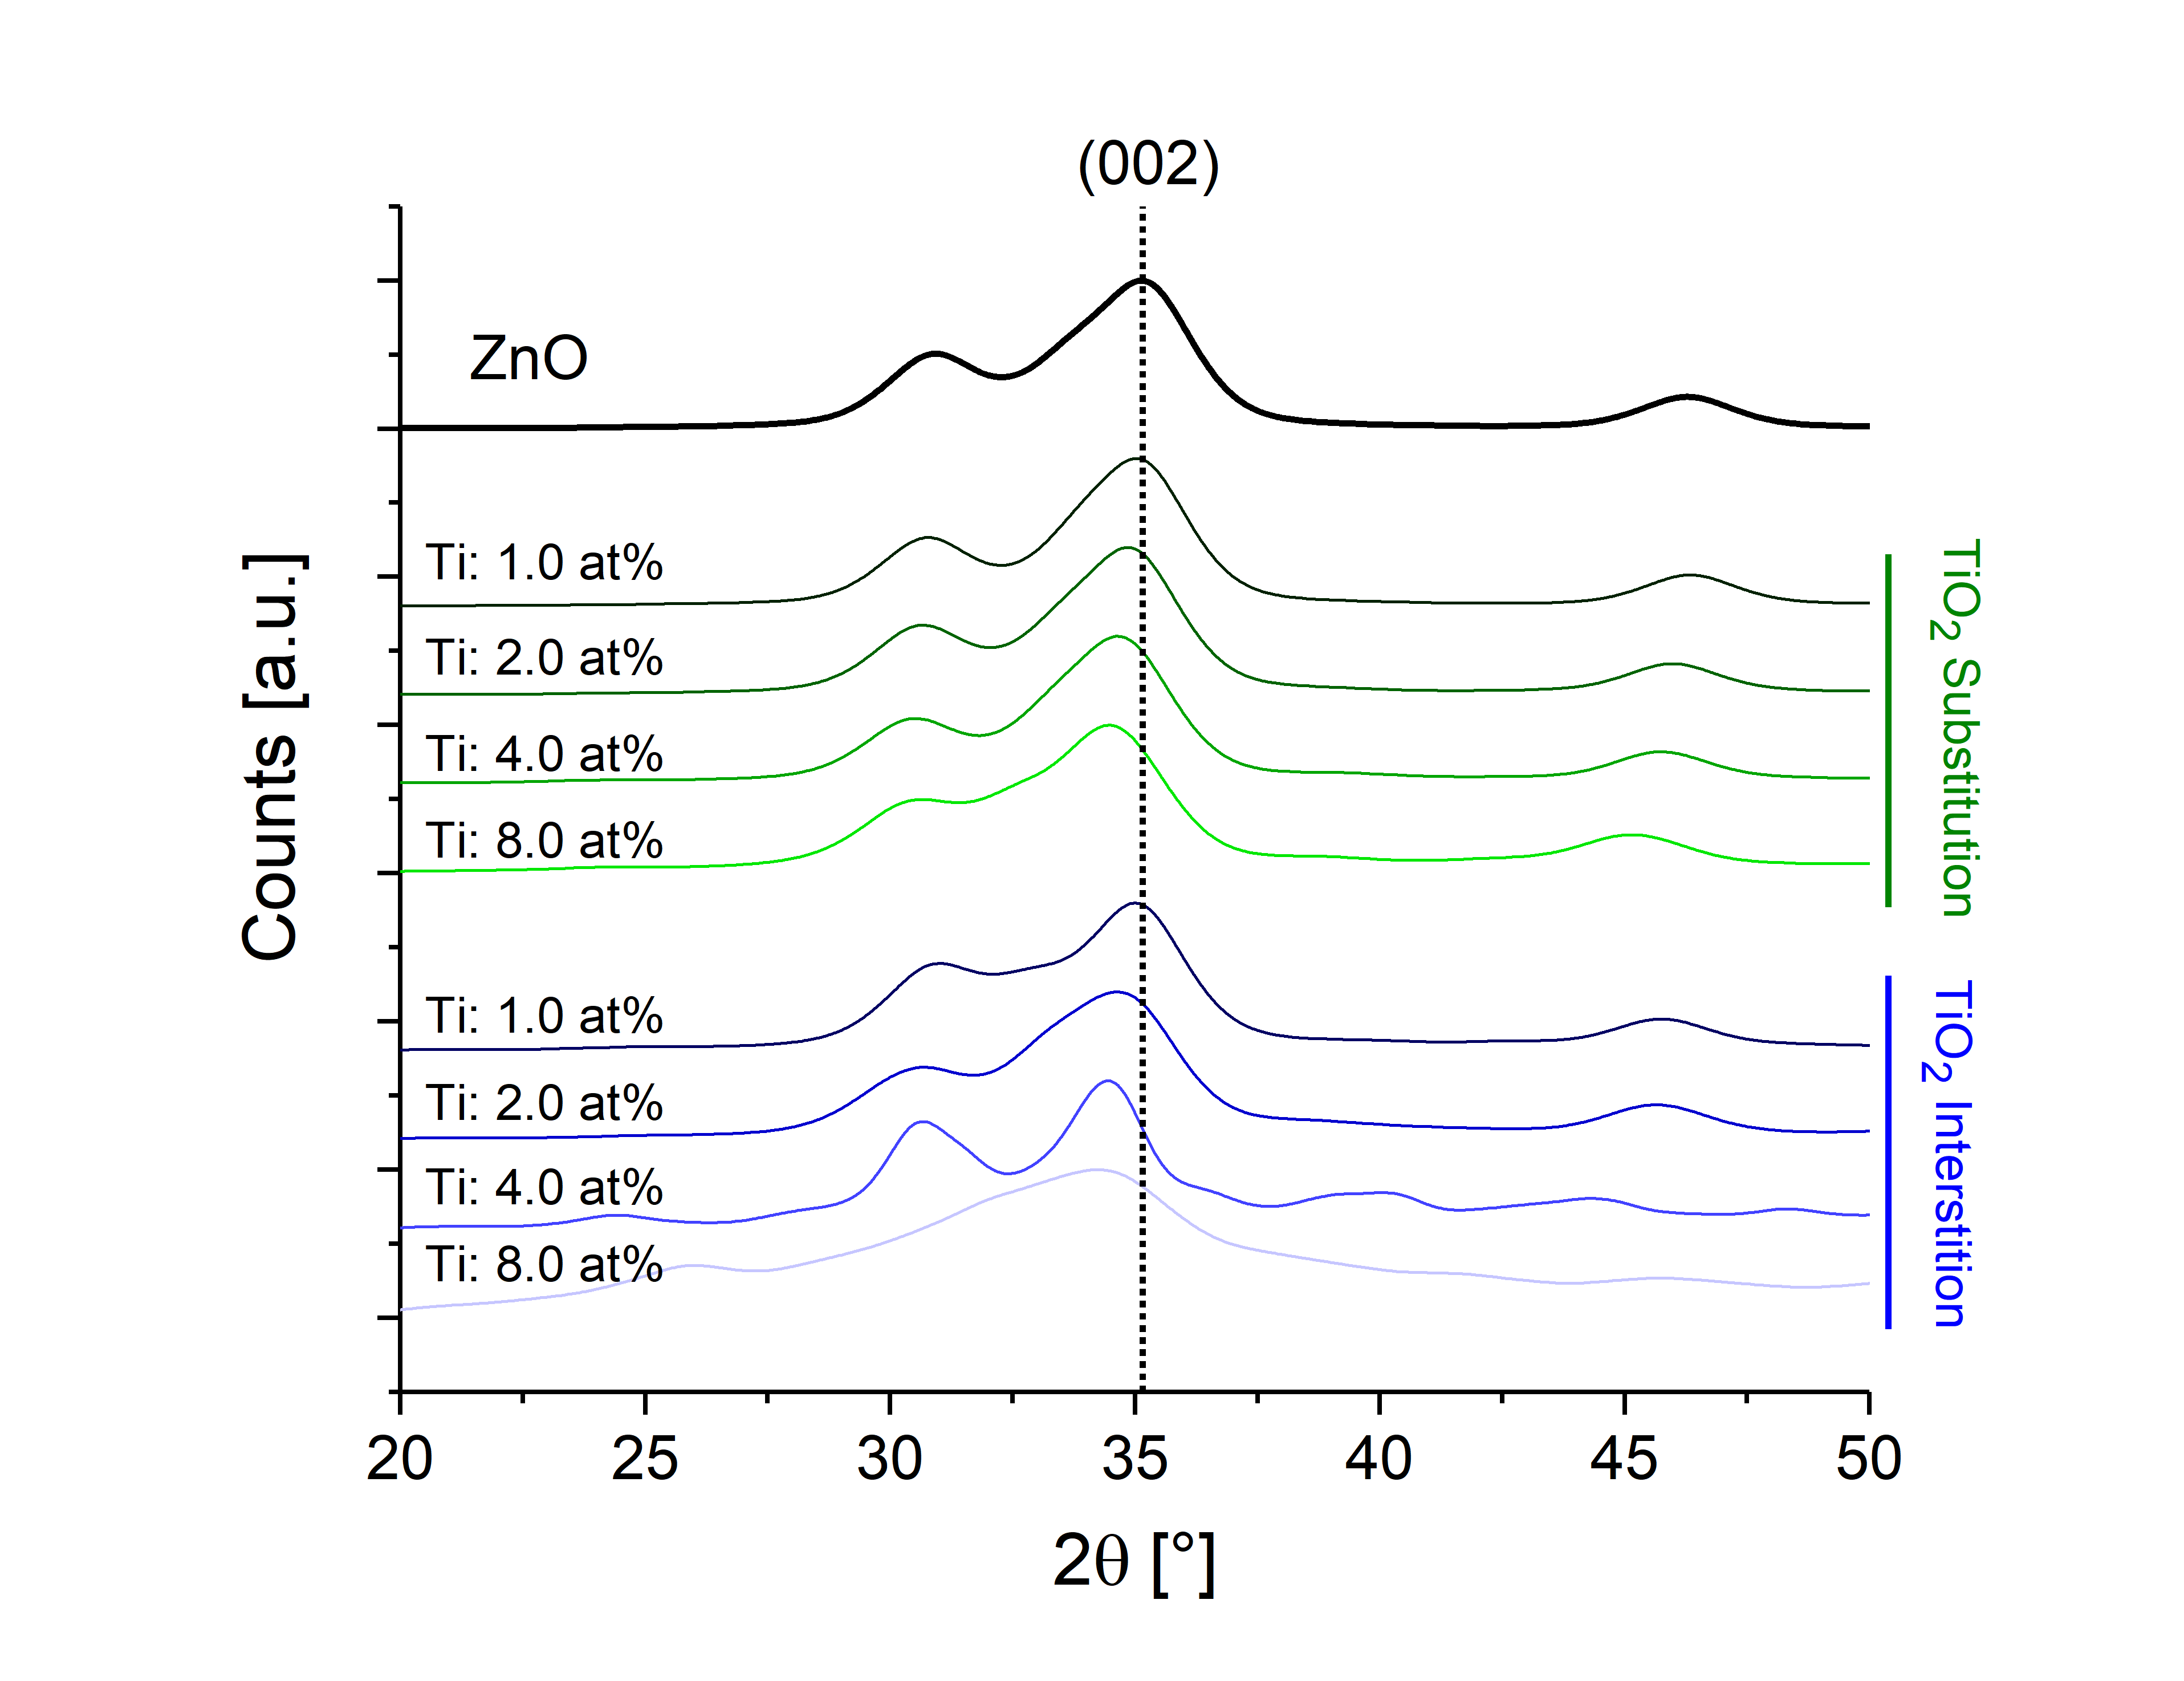 (002)
ZnO
Ti: 1.0 at%
Ti: 2.0 at%
Ti: 4.0 at%
Ti: 8.0 at%
TiO₂ Substitution
Ti: 1.0 at%
Ti: 2.0 at%
Ti: 4.0 at%
Ti: 8.0 at%
TiO₂ Interstition
Counts [a.u.]
20 25 30 35 40 45 50
2θ [°]